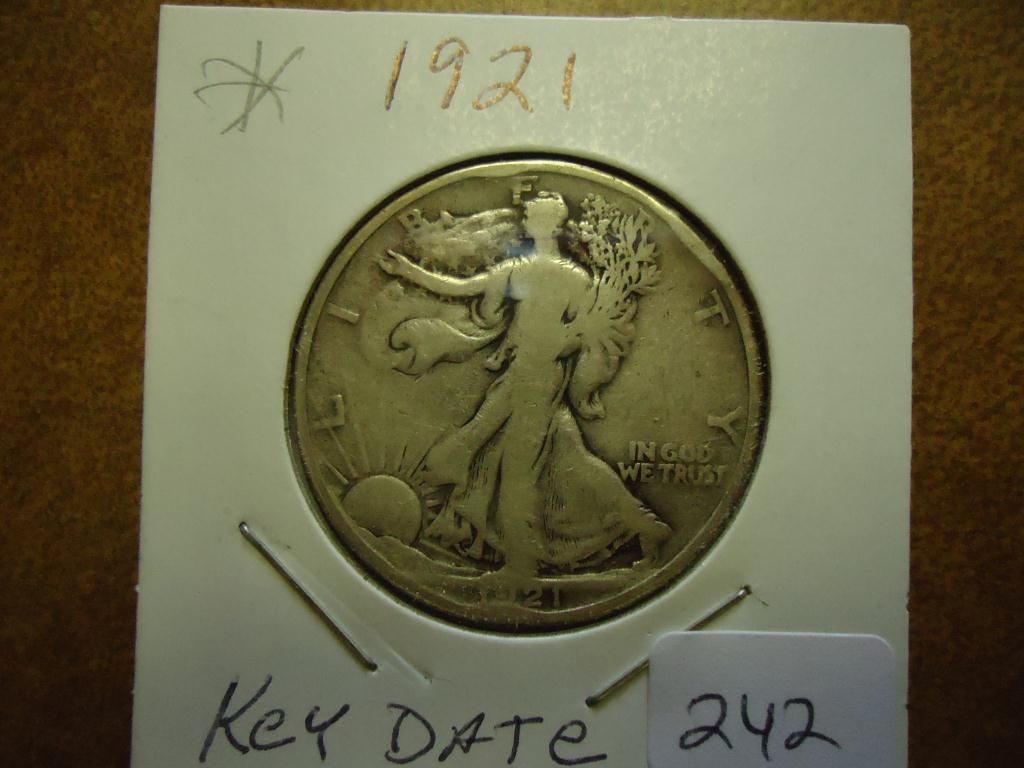 * 1921
LIBERTY
IN GOD
WE TRUST
1921
KEY DATE
242